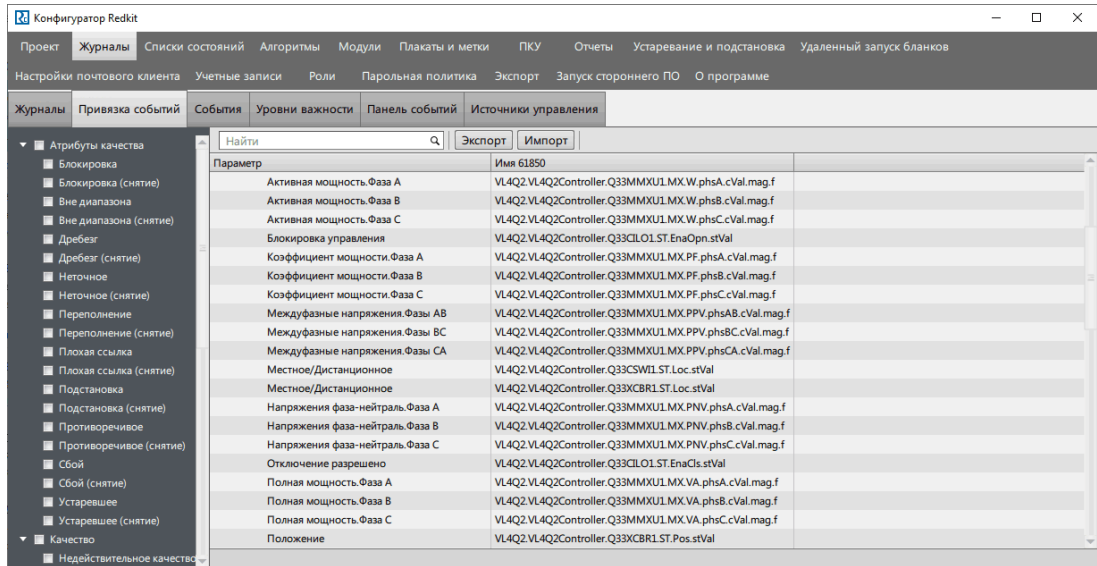 Конфигуратор Redkit
Проект Журналы Списки состояний Алгоритмы Модули Плакаты и метки ПКУ Отчеты Устаревание и подстановка Удаленный запуск бланков
Настройки почтового клиента Учетные записи Роли Парольная политика Экспорт Запуск стороннего ПО О программе
Журналы Привязка событий События Уровни важности Панель событий Источники управления
Найти Экспорт Импорт
Атрибуты качества
Блокировка
Блокировка (снятие)
Вне диапазона
Вне диапазона (снятие)
Дребезг
Дребезг (снятие)
Неточное
Неточное (снятие)
Переполнение
Переполнение (снятие)
Плохая ссылка
Плохая ссылка (снятие)
Подстановка
Подстановка (снятие)
Противоречивое
Противоречивое (снятие)
Сбой
Сбой (снятие)
Устаревшее
Устаревшее (снятие)
Качество
Недействительное качество
Параметр Имя 61850
Активная мощность.Фаза A VL4Q2.VL4Q2Controller.Q33MMXU1.MX.W.phsA.cVal.mag.f
Активная мощность.Фаза B VL4Q2.VL4Q2Controller.Q33MMXU1.MX.W.phsB.cVal.mag.f
Активная мощность.Фаза C VL4Q2.VL4Q2Controller.Q33MMXU1.MX.W.phsC.cVal.mag.f
Блокировка управления VL4Q2.VL4Q2Controller.Q33CILO1.ST.EnaOpn.stVal
Коэффициент мощности.Фаза A VL4Q2.VL4Q2Controller.Q33MMXU1.MX.PF.phsA.cVal.mag.f
Коэффициент мощности.Фаза B VL4Q2.VL4Q2Controller.Q33MMXU1.MX.PF.phsB.cVal.mag.f
Коэффициент мощности.Фаза C VL4Q2.VL4Q2Controller.Q33MMXU1.MX.PF.phsC.cVal.mag.f
Междуфазные напряжения.Фазы AB VL4Q2.VL4Q2Controller.Q33MMXU1.MX.PPV.phsAB.cVal.mag.f
Междуфазные напряжения.Фазы BC VL4Q2.VL4Q2Controller.Q33MMXU1.MX.PPV.phsBC.cVal.mag.f
Междуфазные напряжения.Фазы CA VL4Q2.VL4Q2Controller.Q33MMXU1.MX.PPV.phsCA.cVal.mag.f
Местное/Дистанционное VL4Q2.VL4Q2Controller.Q33CSWI1.ST.Loc.stVal
Местное/Дистанционное VL4Q2.VL4Q2Controller.Q33XCBR1.ST.Loc.stVal
Напряжения фаза-нейтраль.Фаза A VL4Q2.VL4Q2Controller.Q33MMXU1.MX.PNV.phsA.cVal.mag.f
Напряжения фаза-нейтраль.Фаза B VL4Q2.VL4Q2Controller.Q33MMXU1.MX.PNV.phsB.cVal.mag.f
Напряжения фаза-нейтраль.Фаза C VL4Q2.VL4Q2Controller.Q33MMXU1.MX.PNV.phsC.cVal.mag.f
Отключение разрешено VL4Q2.VL4Q2Controller.Q33CILO1.ST.EnaCls.stVal
Полная мощность.Фаза A VL4Q2.VL4Q2Controller.Q33MMXU1.MX.VA.phsA.cVal.mag.f
Полная мощность.Фаза B VL4Q2.VL4Q2Controller.Q33MMXU1.MX.VA.phsB.cVal.mag.f
Полная мощность.Фаза C VL4Q2.VL4Q2Controller.Q33MMXU1.MX.VA.phsC.cVal.mag.f
Положение VL4Q2.VL4Q2Controller.Q33XCBR1.ST.Pos.stVal